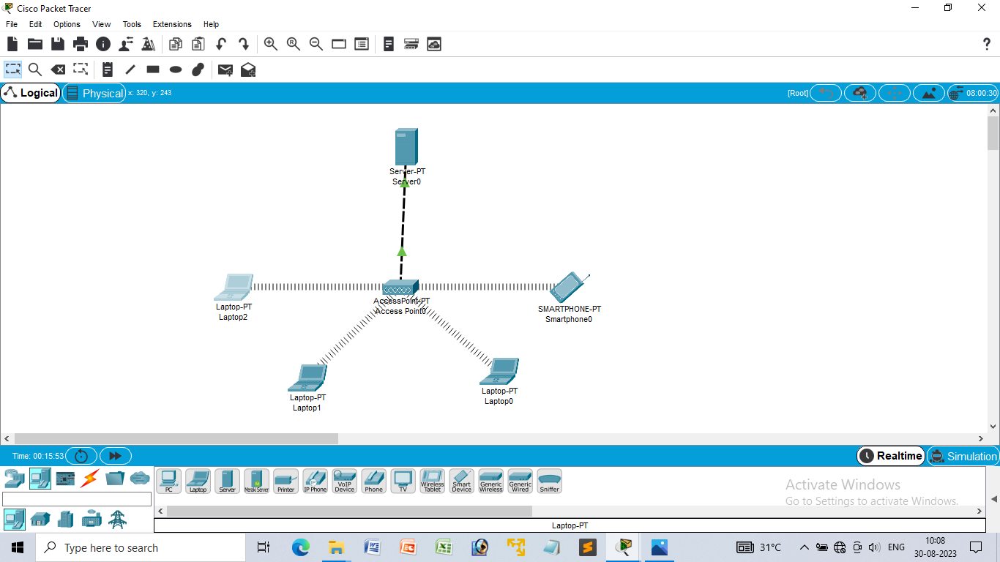 Cisco Packet Tracer
File Edit Options View Tools Extensions Help
Logical Physical x: 320, y: 243 [Root] 08:00:30
Server-PT
Server0
Laptop-PT
Laptop2
AccessPoint-PT
Access Point0
SMARTPHONE-PT
Smartphone0
Laptop-PT
Laptop1
Laptop-PT
Laptop0
Time: 00:15:53 Realtime Simulation
PC Laptop Server Meraki Server Printer IP Phone VoIP Device Phone TV Wireless Tablet Smart Device Generic Wireless Generic Wired Sniffer
Activate Windows
Go to Settings to activate Windows.
Laptop-PT
Type here to search 31°C ENG 10:08
30-08-2023